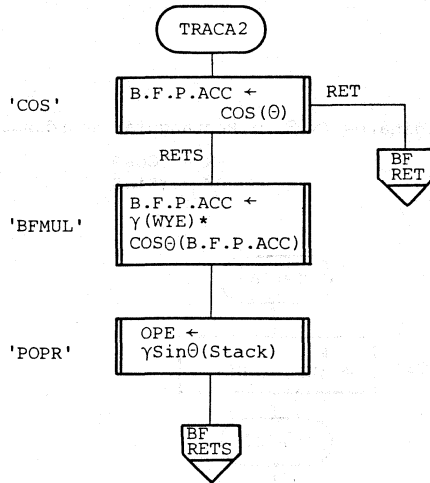 TRACA2
'COS'
B.F.P.ACC ←
COS(θ)
RET
RETS
BF
RET
'BFMUL'
B.F.P.ACC ←
γ(WYE)*
COSθ(B.F.P.ACC)
'POPR'
OPE ←
γSinθ(Stack)
BF
RETS